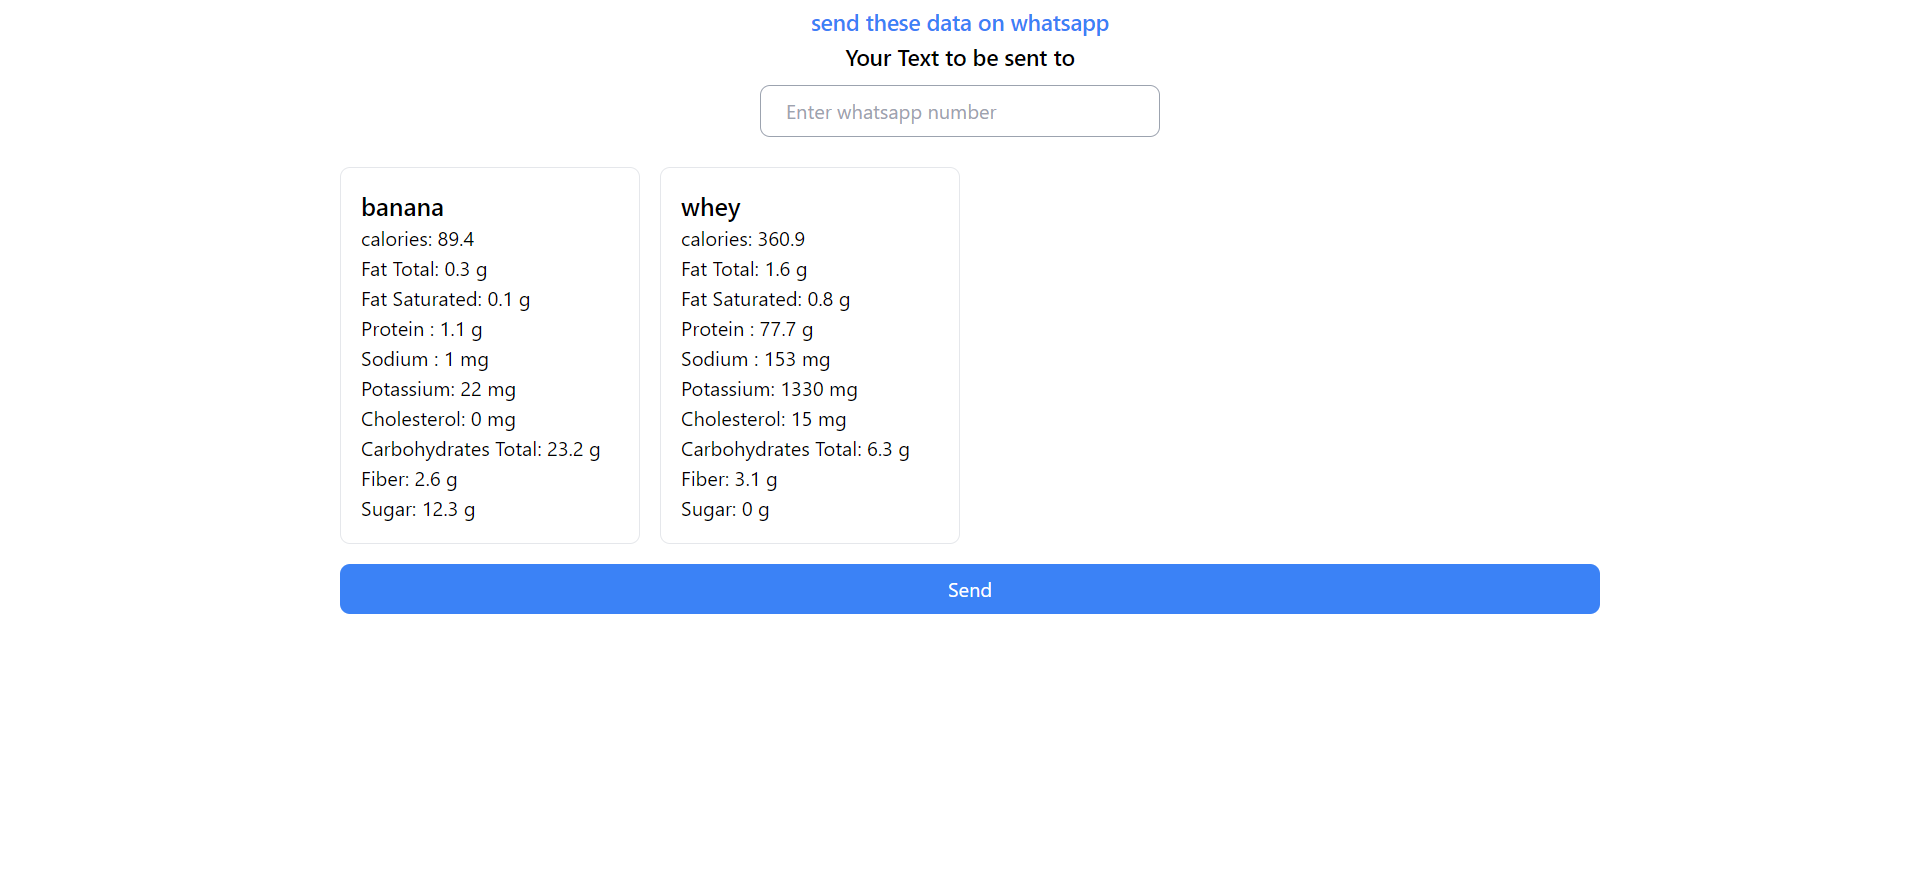 send these data on whatsapp
Your Text to be sent to
Enter whatsapp number
banana
calories: 89.4
Fat Total: 0.3 g
Fat Saturated: 0.1 g
Protein : 1.1 g
Sodium : 1 mg
Potassium: 22 mg
Cholesterol: 0 mg
Carbohydrates Total: 23.2 g
Fiber: 2.6 g
Sugar: 12.3 g
whey
calories: 360.9
Fat Total: 1.6 g
Fat Saturated: 0.8 g
Protein : 77.7 g
Sodium : 153 mg
Potassium: 1330 mg
Cholesterol: 15 mg
Carbohydrates Total: 6.3 g
Fiber: 3.1 g
Sugar: 0 g
Send